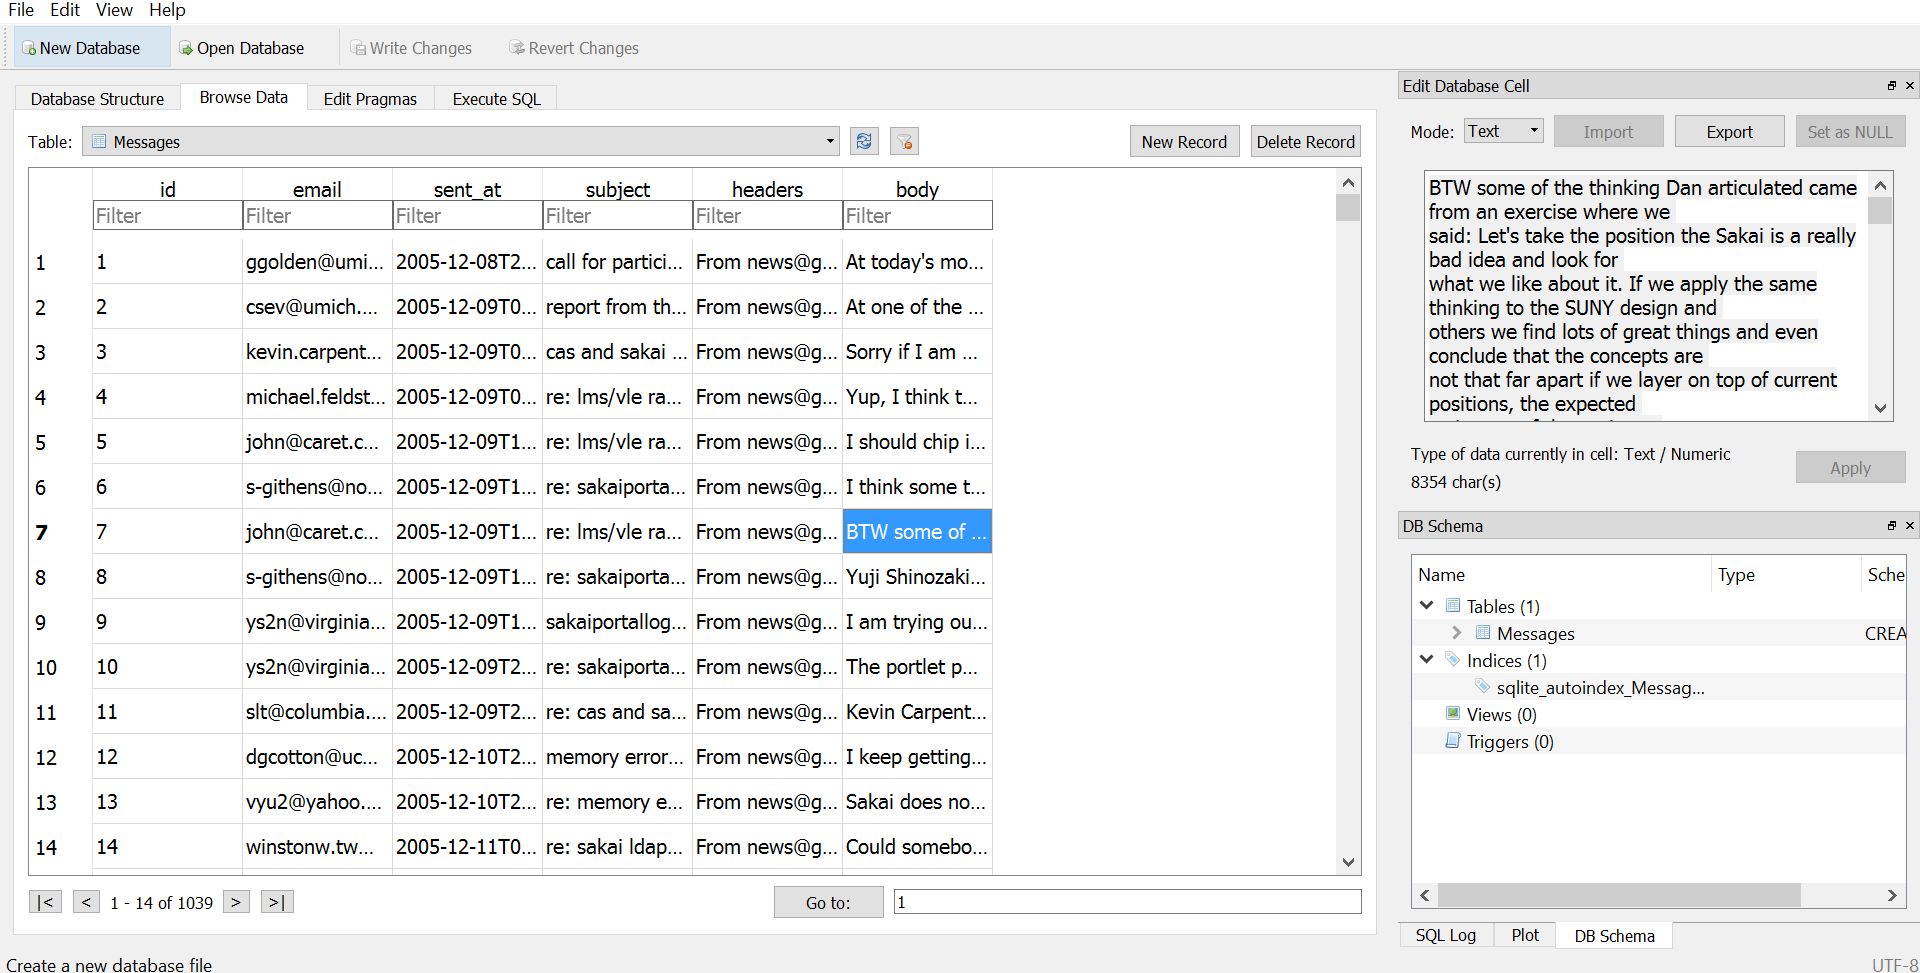 File Edit View Help
New Database Open Database Write Changes Revert Changes
Database Structure Browse Data Edit Pragmas Execute SQL
Table: Messages New Record Delete Record
id email sent_at subject headers body
Filter Filter Filter Filter Filter Filter
1 1 ggolden@umi... 2005-12-08T2... call for partici... From news@g... At today's mo...
2 2 csev@umich.... 2005-12-09T0... report from th... From news@g... At one of the ...
3 3 kevin.carpent... 2005-12-09T0... cas and sakai ... From news@g... Sorry if I am ...
4 4 michael.feldst... 2005-12-09T0... re: lms/vle ra... From news@g... Yup, I think t...
5 5 john@caret.c... 2005-12-09T1... re: lms/vle ra... From news@g... I should chip i...
6 6 s-githens@no... 2005-12-09T1... re: sakaiporta... From news@g... I think some t...
7 7 john@caret.c... 2005-12-09T1... re: lms/vle ra... From news@g... BTW some of ...
8 8 s-githens@no... 2005-12-09T1... re: sakaiporta... From news@g... Yuji Shinozaki...
9 9 ys2n@virginia... 2005-12-09T1... sakaiportallog... From news@g... I am trying ou...
10 10 ys2n@virginia... 2005-12-09T2... re: sakaiporta... From news@g... The portlet p...
11 11 slt@columbia.... 2005-12-09T2... re: cas and sa... From news@g... Kevin Carpent...
12 12 dgcotton@uc... 2005-12-10T2... memory error... From news@g... I keep getting...
13 13 vyu2@yahoo.... 2005-12-10T2... re: memory e... From news@g... Sakai does no...
14 14 winstonw.tw... 2005-12-11T0... re: sakai ldap... From news@g... Could somebo...
|< < 1 - 14 of 1039 > >| Go to: 1
Create a new database file
Edit Database Cell
Mode: Text Import Export Set as NULL
BTW some of the thinking Dan articulated came
from an exercise where we
said: Let's take the position the Sakai is a really
bad idea and look for
what we like about it. If we apply the same
thinking to the SUNY design and
others we find lots of great things and even
conclude that the concepts are
not that far apart if we layer on top of current
positions, the expected
Type of data currently in cell: Text / Numeric
8354 char(s)
Apply
DB Schema
Name Type Sche
Tables (1)
Messages CREA
Indices (1)
sqlite_autoindex_Messag...
Views (0)
Triggers (0)
SQL Log Plot DB Schema
UTF-8